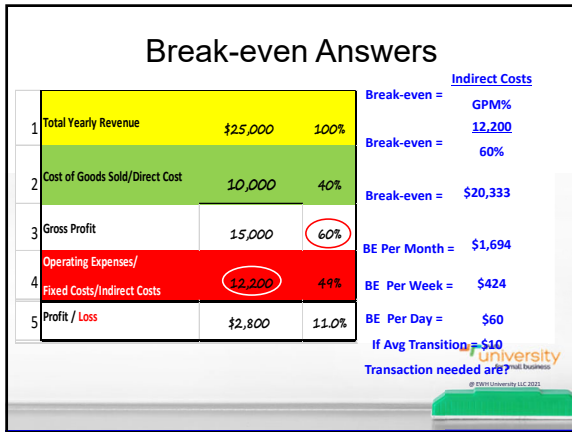 Break-even Answers
1 Total Yearly Revenue $25,000 100%
2 Cost of Goods Sold/Direct Cost 10,000 40%
3 Gross Profit 15,000 60%
4 Operating Expenses/
Fixed Costs/Indirect Costs 12,200 49%
5 Profit / Loss $2,800 11.0%
Indirect Costs
Break-even =
GPM%
12,200
Break-even =
60%
Break-even = $20,333
BE Per Month = $1,694
BE Per Week = $424
BE Per Day = $60
If Avg Transition = $10
university
for small business
Transaction needed are?
@ EWH University LLC 2021